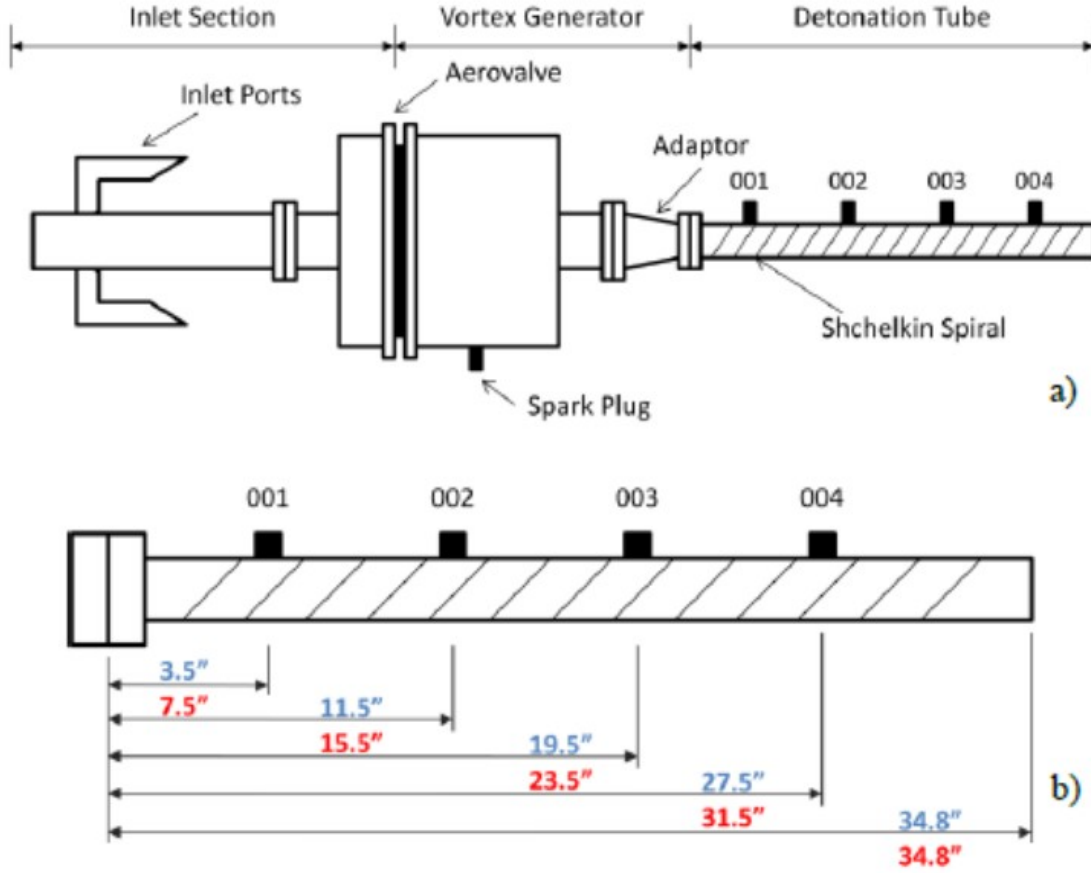 Inlet Section Vortex Generator Detonation Tube
Aerovalve
Inlet Ports
Adaptor
001 002 003 004
Shchelkin Spiral
Spark Plug
a)
001 002 003 004
3.5"
7.5" 11.5"
15.5" 19.5"
23.5" 27.5"
b)
31.5" 34.8"
34.8"